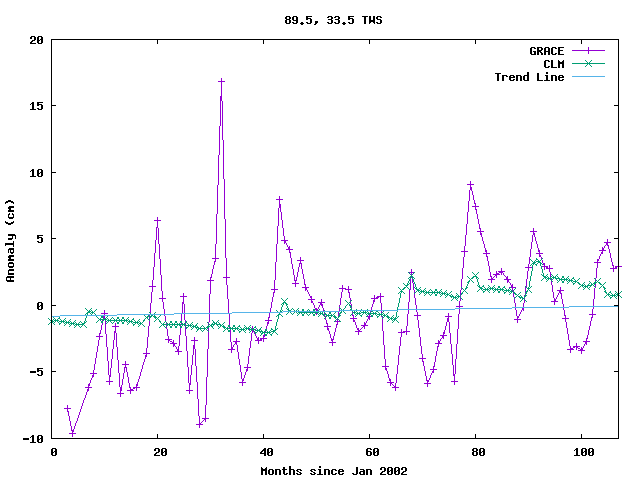 89.5, 33.5 TWS
20
15
10
5
0
-5
-10
Anomaly (cm)
GRACE
CLM
Trend Line
0 20 40 60 80 100
Months since Jan 2002